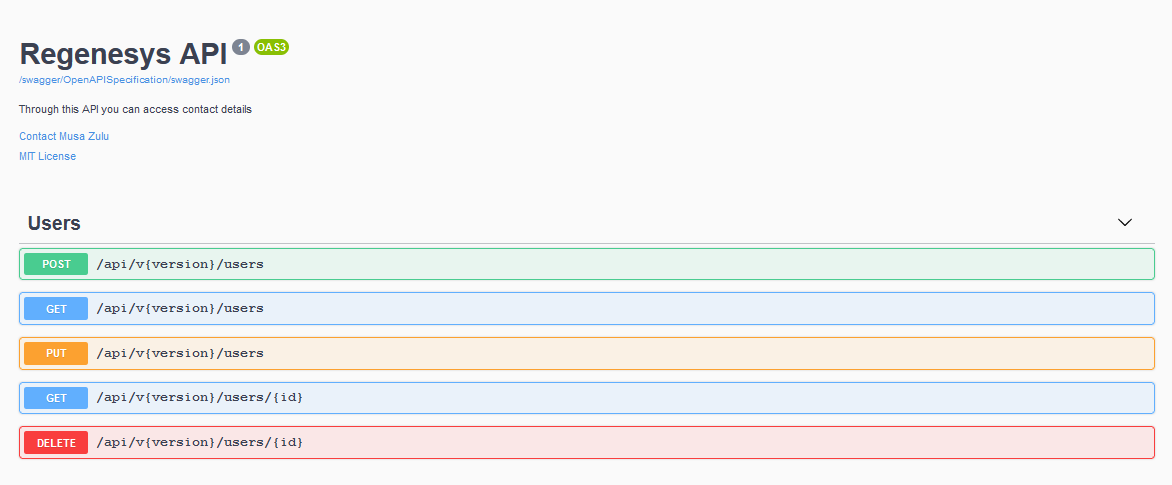 Regenesys API 1 OAS3
/swagger/OpenAPISpecification/swagger.json
Through this API you can access contact details
Contact Musa Zulu
MIT License
Users
POST /api/v{version}/users
GET /api/v{version}/users
PUT /api/v{version}/users
GET /api/v{version}/users/{id}
DELETE /api/v{version}/users/{id}